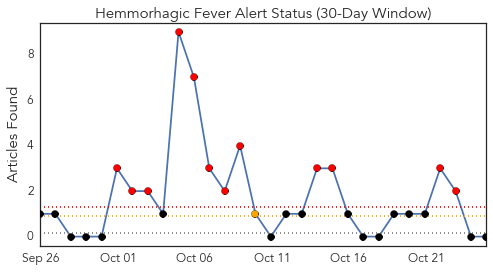 Hemmorhagic Fever Alert Status (30-Day Window)
Articles Found
8
6
4
2
0
Sep 26 Oct 01 Oct 06 Oct 11 Oct 16 Oct 21